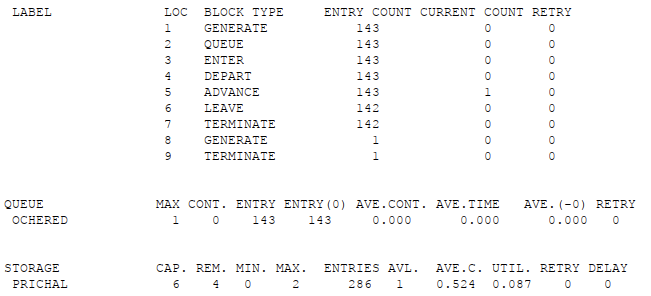 LABEL LOC BLOCK TYPE ENTRY COUNT CURRENT COUNT RETRY
1 GENERATE 143 0 0
2 QUEUE 143 0 0
3 ENTER 143 0 0
4 DEPART 143 0 0
5 ADVANCE 143 1 0
6 LEAVE 142 0 0
7 TERMINATE 142 0 0
8 GENERATE 1 0 0
9 TERMINATE 1 0 0
QUEUE MAX CONT. ENTRY ENTRY(0) AVE.CONT. AVE.TIME AVE.(-0) RETRY
OCHERED 1 0 143 143 0.000 0.000 0.000 0
STORAGE CAP. REM. MIN. MAX. ENTRIES AVL. AVE.C. UTIL. RETRY DELAY
PRICHAL 6 4 0 2 286 1 0.524 0.087 0 0